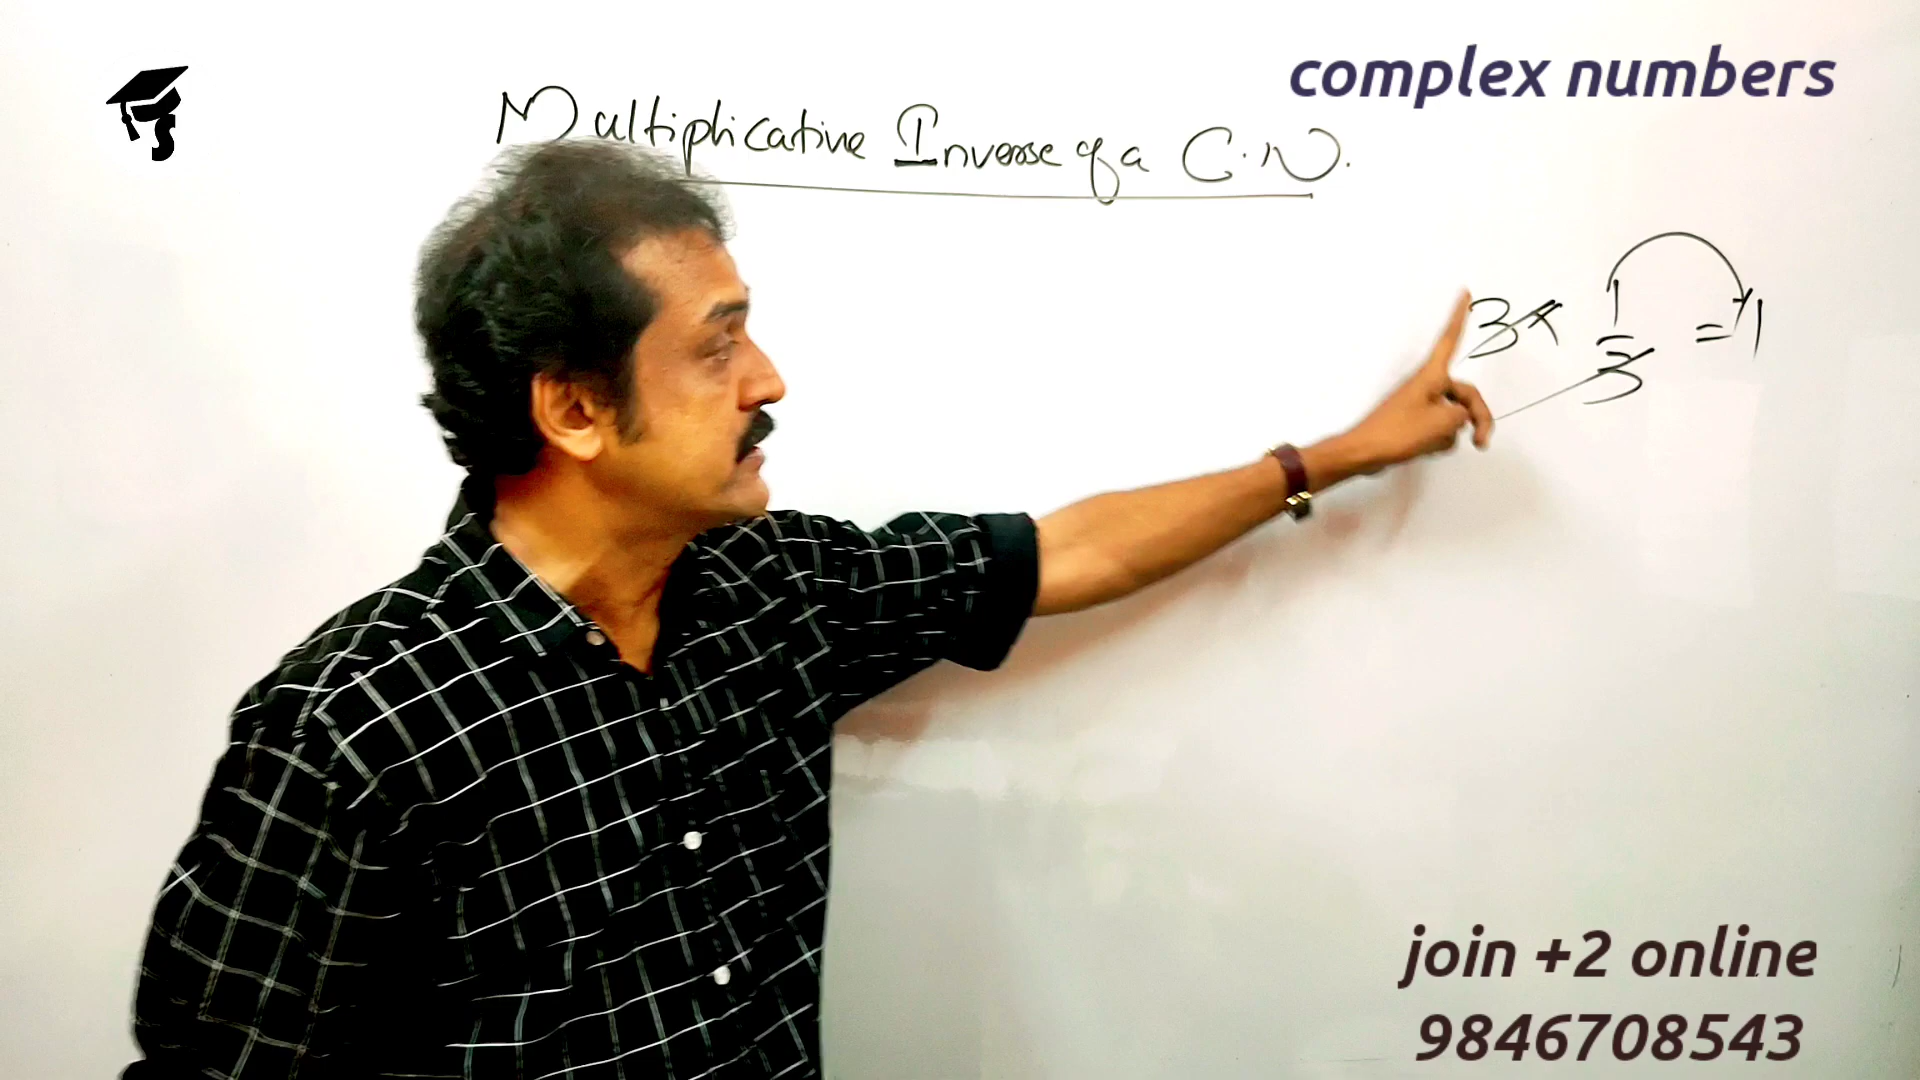 complex numbers
Multiplicative Inverse of a C.N.
3 × 1/3 = 1
join +2 online
9846708543